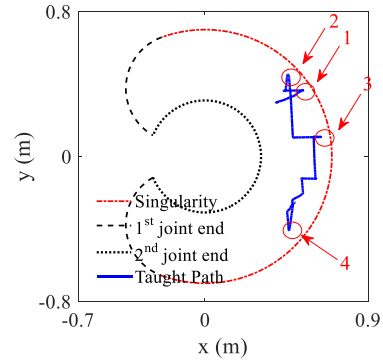 0.8
2
1
3
y (m)
0
Singularity
1st joint end
2nd joint end
Taught Path
4
-0.8
-0.7
0
0.9
x (m)